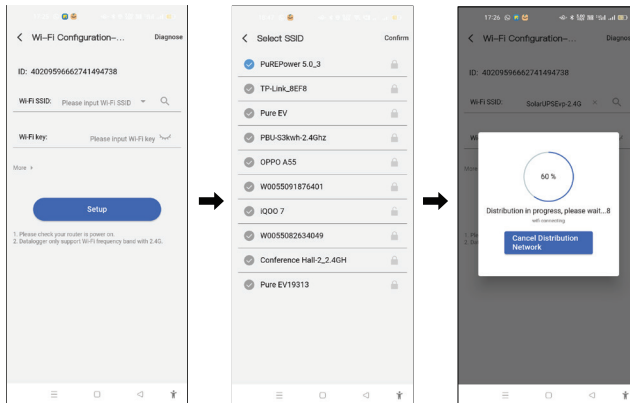 Wi-Fi Configuration-...
Diagnose
ID: 40209596662741494738
Wi-Fi SSID:
Please input Wi-Fi SSID
Wi-Fi key:
Please input Wi-Fi key
More
Setup
1. Please check your router is power on.
2. Datalogger only support Wi-Fi frequency band with 2.4G.
Select SSID
Confirm
PuREPower 5.0_3
TP-Link_8EF8
Pure EV
PBU-S3kwh-2.4Ghz
OPPO A55
W0055091876401
iQOO 7
W0055082634049
Conference Hall-2_2.4GH
Pure EV19313
17:26
Wi-Fi Configuration-...
Diagnose
ID: 40209596662741494738
Wi-Fi SSID:
SolarUPSEvp-2.4G
60 %
Distribution in progress, please wait...8
wifi connecting
Cancel Distribution
Network